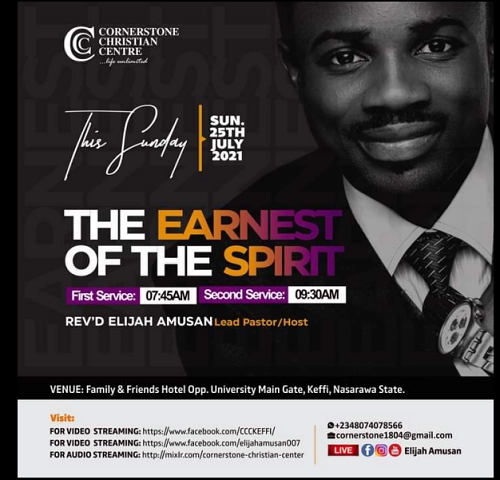 CORNERSTONE
CHRISTIAN
CENTRE
...life unlimited
This Sunday
SUN.
25TH
JULY
2021
THE EARNEST
OF THE SPIRIT
First Service: 07:45AM Second Service: 09:30AM
REV'D ELIJAH AMUSAN Lead Pastor/Host
VENUE: Family & Friends Hotel Opp. University Main Gate, Keffi, Nasarawa State.
Visit:
FOR VIDEO STREAMING: https://www.facebook.com/CCCKEFFI/
FOR VIDEO STREAMING: https://www.facebook.com/elijahamusan007
FOR AUDIO STREAMING: http://mixlr.com/cornerstone-christian-center
+2348074078566
cornerstone1804@gmail.com
LIVE Elijah Amusan